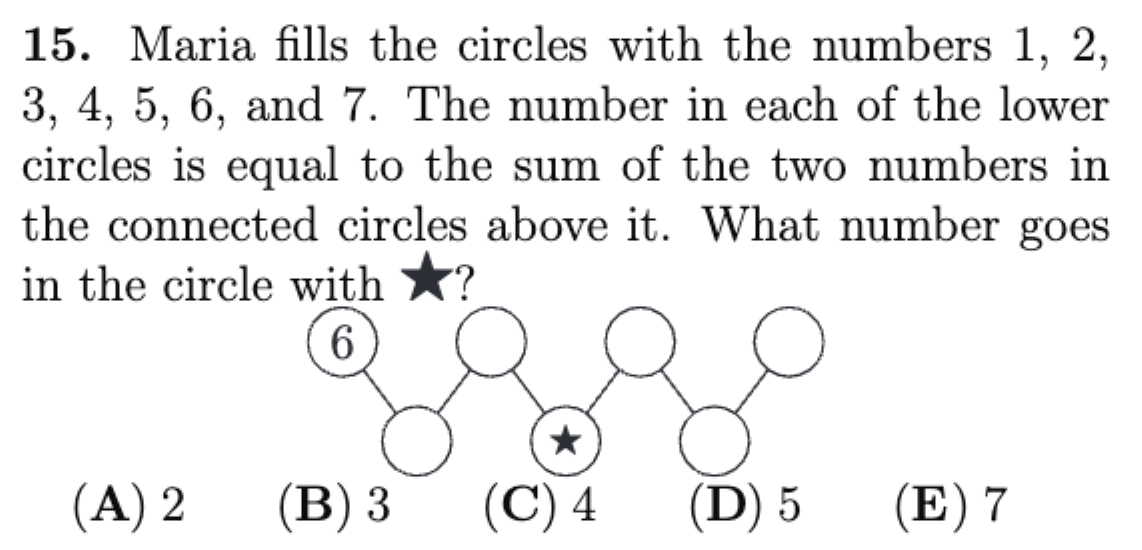 15. Maria fills the circles with the numbers 1, 2,
3, 4, 5, 6, and 7. The number in each of the lower
circles is equal to the sum of the two numbers in
the connected circles above it. What number goes
in the circle with ★?
6
★
(A) 2 (B) 3 (C) 4 (D) 5 (E) 7